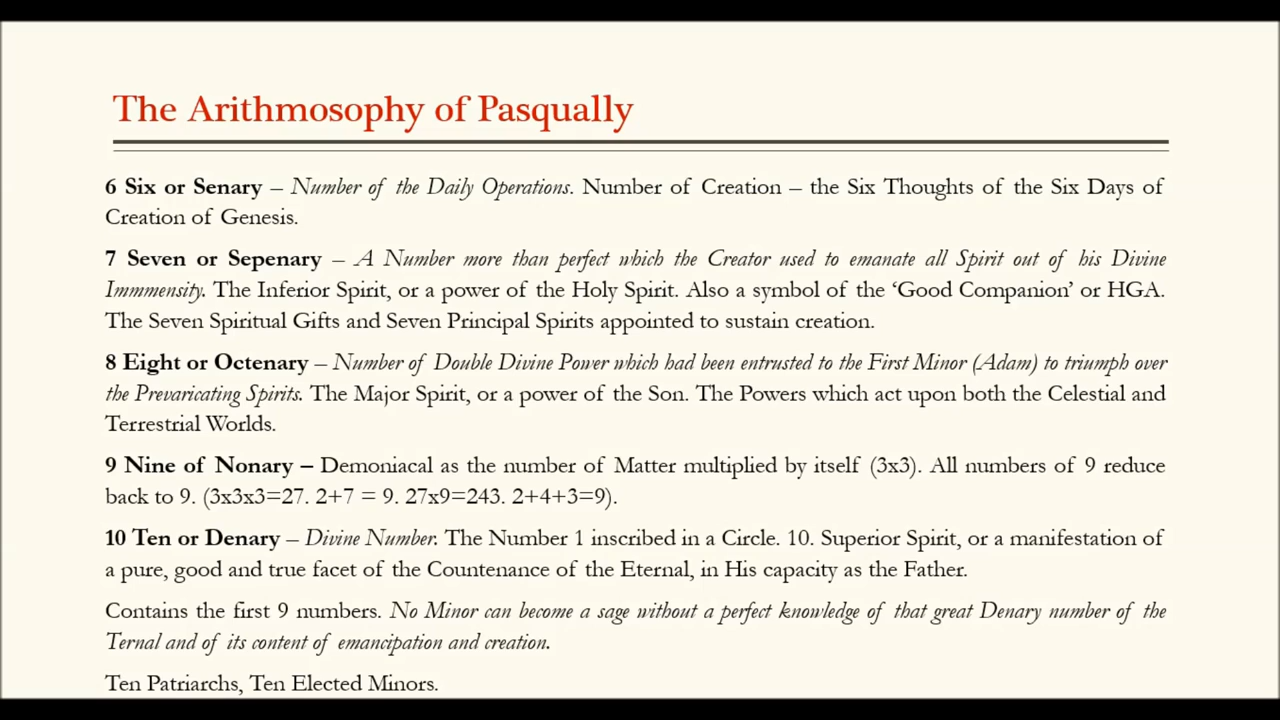 The Arithmosophy of Pasqually
6 Six or Senary – Number of the Daily Operations. Number of Creation – the Six Thoughts of the Six Days of
Creation of Genesis.
7 Seven or Sepenary – A Number more than perfect which the Creator used to emanate all Spirit out of his Divine
Immmensity. The Inferior Spirit, or a power of the Holy Spirit. Also a symbol of the ‘Good Companion’ or HGA.
The Seven Spiritual Gifts and Seven Principal Spirits appointed to sustain creation.
8 Eight or Octenary – Number of Double Divine Power which had been entrusted to the First Minor (Adam) to triumph over
the Prevaricating Spirits. The Major Spirit, or a power of the Son. The Powers which act upon both the Celestial and
Terrestrial Worlds.
9 Nine of Nonary – Demoniacal as the number of Matter multiplied by itself (3x3). All numbers of 9 reduce
back to 9. (3x3x3=27. 2+7 = 9. 27x9=243. 2+4+3=9).
10 Ten or Denary – Divine Number. The Number 1 inscribed in a Circle. 10. Superior Spirit, or a manifestation of
a pure, good and true facet of the Countenance of the Eternal, in His capacity as the Father.
Contains the first 9 numbers. No Minor can become a sage without a perfect knowledge of that great Denary number of the
Ternal and of its content of emancipation and creation.
Ten Patriarchs, Ten Elected Minors.